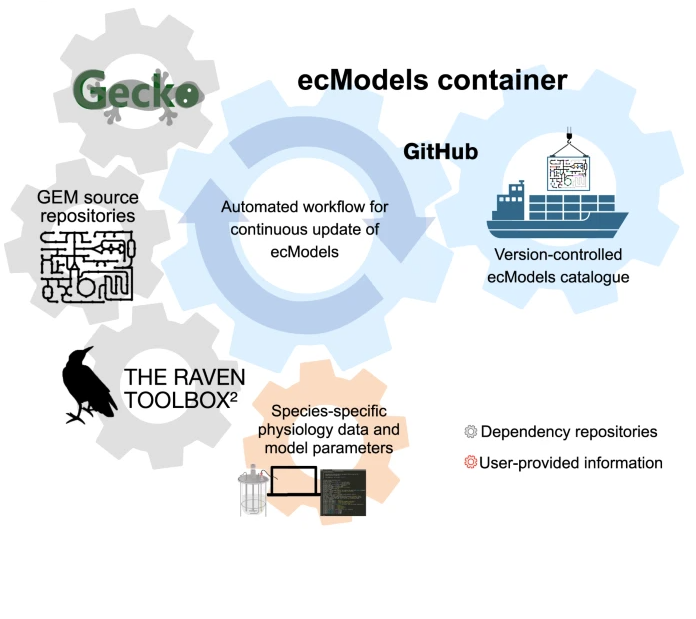 Gecko
ecModels container
GitHub
GEM source
repositories
Automated workflow for
continuous update of
ecModels
Version-controlled
ecModels catalogue
THE RAVEN
TOOLBOX²
Species-specific
physiology data and
model parameters
Dependency repositories
User-provided information